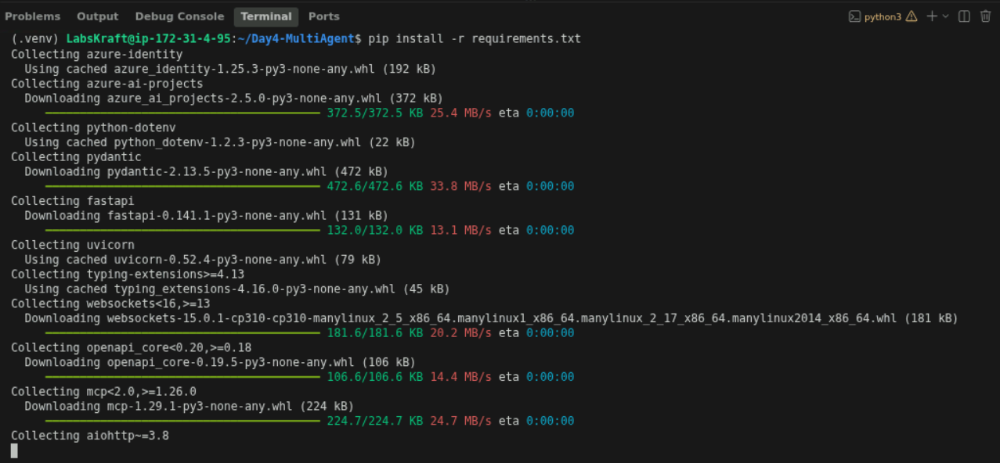 Problems Output Debug Console Terminal Ports python3
(.venv) LabsKraft@ip-172-31-4-95:~/Day4-MultiAgent$ pip install -r requirements.txt
Collecting azure-identity
  Using cached azure_identity-1.25.3-py3-none-any.whl (192 kB)
Collecting azure-ai-projects
  Downloading azure_ai_projects-2.5.0-py3-none-any.whl (372 kB)
372.5/372.5 KB 25.4 MB/s eta 0:00:00
Collecting python-dotenv
  Using cached python_dotenv-1.2.3-py3-none-any.whl (22 kB)
Collecting pydantic
  Downloading pydantic-2.13.5-py3-none-any.whl (472 kB)
472.6/472.6 KB 33.8 MB/s eta 0:00:00
Collecting fastapi
  Downloading fastapi-0.141.1-py3-none-any.whl (131 kB)
132.0/132.0 KB 13.1 MB/s eta 0:00:00
Collecting uvicorn
  Using cached uvicorn-0.52.4-py3-none-any.whl (79 kB)
Collecting typing-extensions>=4.13
  Using cached typing_extensions-4.16.0-py3-none-any.whl (45 kB)
Collecting websockets<16,>=13
  Downloading websockets-15.0.1-cp310-cp310-manylinux_2_5_x86_64.manylinux1_x86_64.manylinux_2_17_x86_64.manylinux2014_x86_64.whl (181 kB)
181.6/181.6 KB 20.2 MB/s eta 0:00:00
Collecting openapi_core<0.20,>=0.18
  Downloading openapi_core-0.19.5-py3-none-any.whl (106 kB)
106.6/106.6 KB 14.4 MB/s eta 0:00:00
Collecting mcp<2.0,>=1.26.0
  Downloading mcp-1.29.1-py3-none-any.whl (224 kB)
224.7/224.7 KB 24.7 MB/s eta 0:00:00
Collecting aiohttp~=3.8